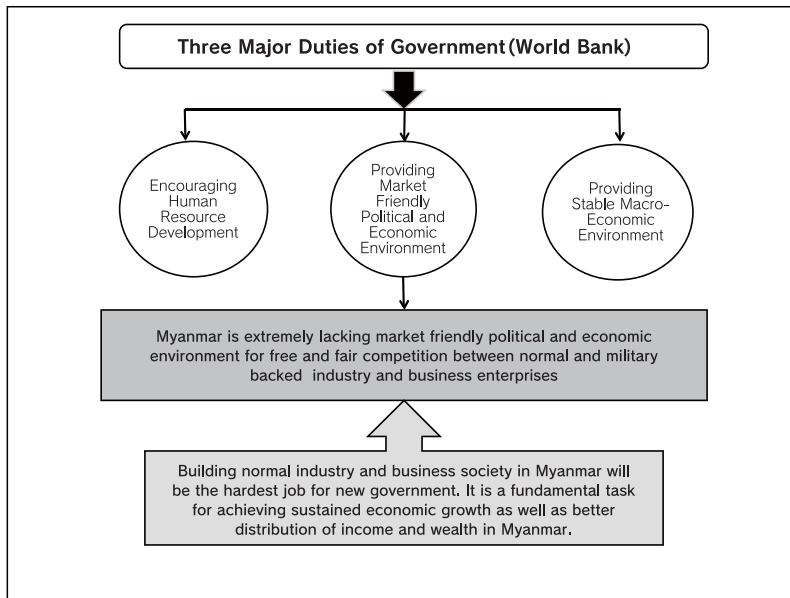 Three Major Duties of Government (World Bank)
Encouraging
Human
Resource
Development
Providing
Market
Friendly
Political and
Economic
Environment
Providing
Stable Macro-
Economic
Environment
Myanmar is extremely lacking market friendly political and economic
environment for free and fair competition between normal and military
backed industry and business enterprises
Building normal industry and business society in Myanmar will
be the hardest job for new government. It is a fundamental task
for achieving sustained economic growth as well as better
distribution of income and wealth in Myanmar.